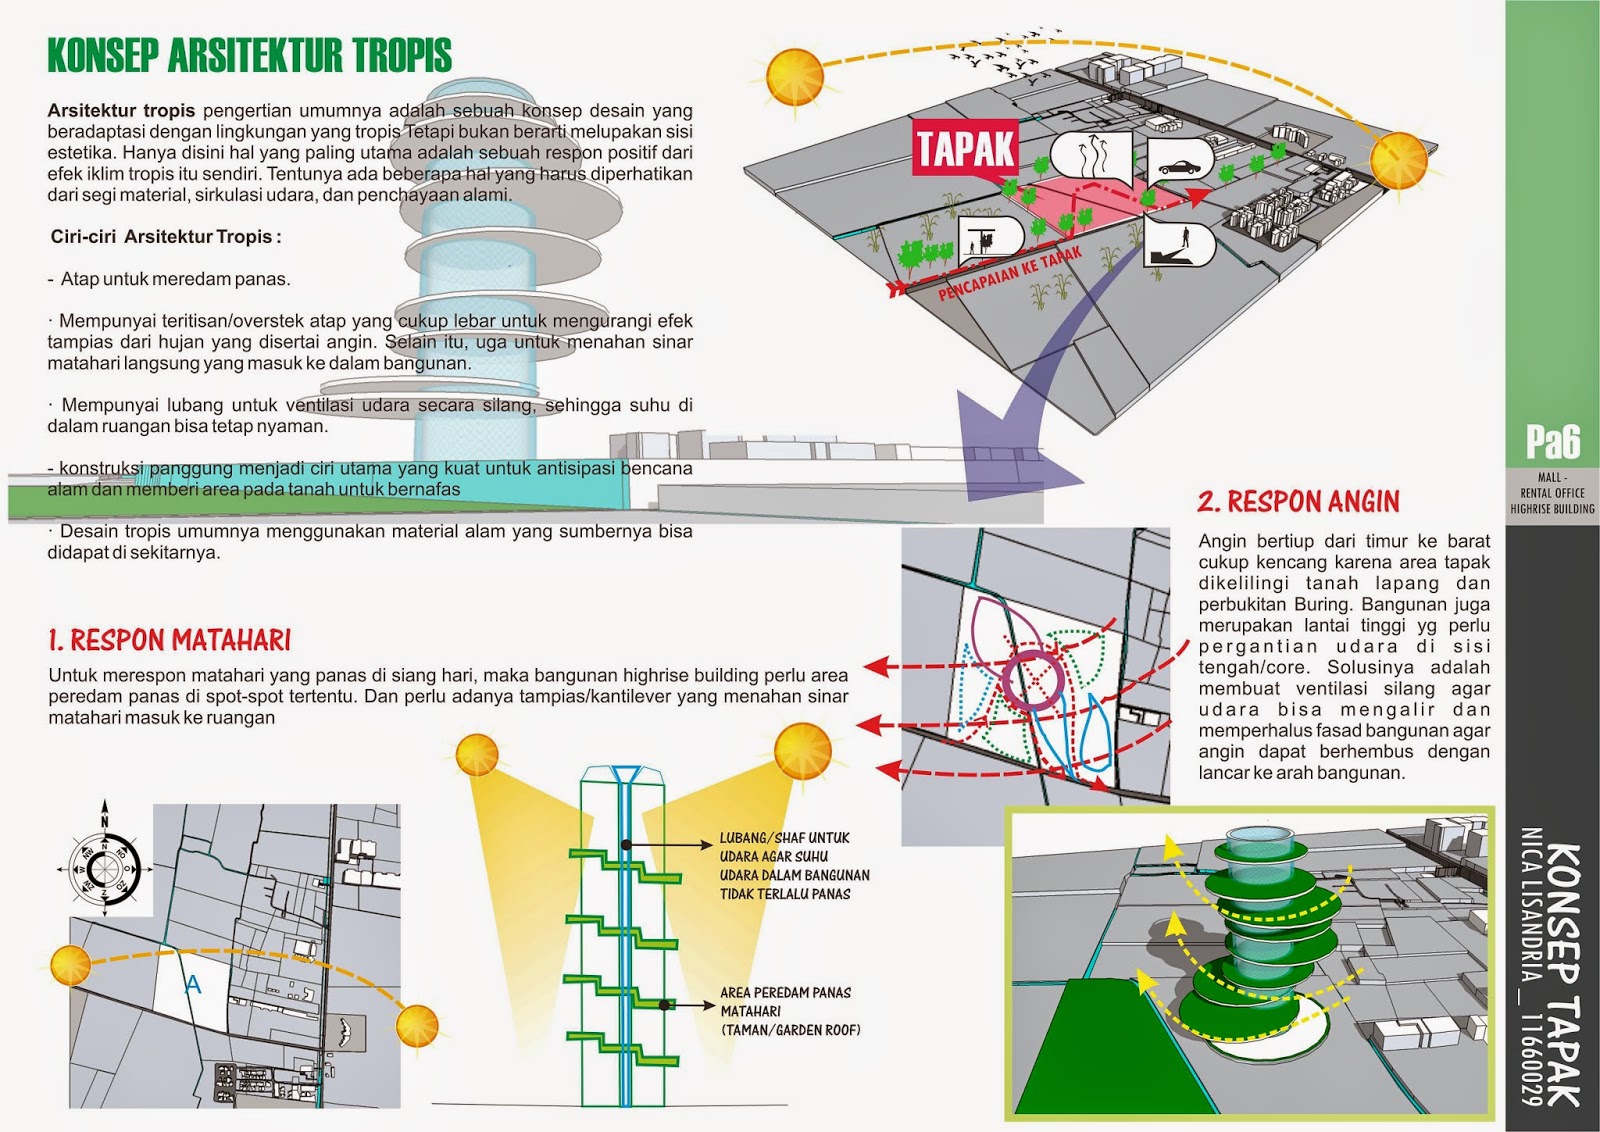 KONSEP ARSITEKTUR TROPIS
Arsitektur tropis pengertian umumnya adalah sebuah konsep desain yang
beradaptasi dengan lingkungan yang tropis Tetapi bukan berarti melupakan sisi
estetika. Hanya disini hal yang paling utama adalah sebuah respon positif dari
efek iklim tropis itu sendiri. Tentunya ada beberapa hal yang harus diperhatikan
dari segi material, sirkulasi udara, dan penchayaan alami.
Ciri-ciri Arsitektur Tropis :
- Atap untuk meredam panas.
· Mempunyai teritisan/overstek atap yang cukup lebar untuk mengurangi efek
tampias dari hujan yang disertai angin. Selain itu, uga untuk menahan sinar
matahari langsung yang masuk ke dalam bangunan.
· Mempunyai lubang untuk ventilasi udara secara silang, sehingga suhu di
dalam ruangan bisa tetap nyaman.
- konstruksi panggung menjadi ciri utama yang kuat untuk antisipasi bencana
alam dan memberi area pada tanah untuk bernafas
· Desain tropis umumnya menggunakan material alam yang sumbernya bisa
didapat di sekitarnya.
TAPAK
PENCAPAIAN KE TAPAK
1. RESPON MATAHARI
Untuk merespon matahari yang panas di siang hari, maka bangunan highrise building perlu area
peredam panas di spot-spot tertentu. Dan perlu adanya tampias/kantilever yang menahan sinar
matahari masuk ke ruangan
N
N
NO
O
ZO
Z
MZ
W
NW
A
LUBANG/SHAF UNTUK
UDARA AGAR SUHU
UDARA DALAM BANGUNAN
TIDAK TERLALU PANAS
AREA PEREDAM PANAS
MATAHARI
(TAMAN/GARDEN ROOF)
2. RESPON ANGIN
Angin bertiup dari timur ke barat
cukup kencang karena area tapak
dikelilingi tanah lapang dan
perbukitan Buring. Bangunan juga
merupakan lantai tinggi yg perlu
pergantian udara di sisi
tengah/core. Solusinya adalah
membuat ventilasi silang agar
udara bisa mengalir dan
memperhalus fasad bangunan agar
angin dapat berhembus dengan
lancar ke arah bangunan.
Pa6
MALL -
RENTAL OFFICE
HIGHRISE BUILDING
KONSEP TAPAK
NICA LISANDRIA_11660029